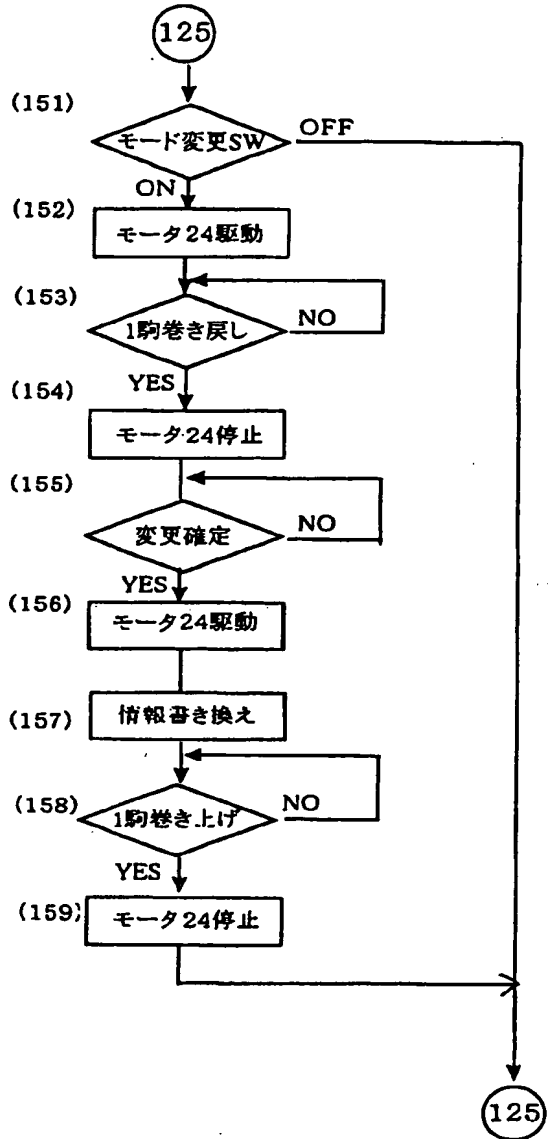 125
(151)
モード変更SW
OFF
ON
(152)
モータ24駆動
(153)
1駒巻き戻し
NO
YES
(154)
モータ24停止
(155)
変更確定
NO
YES
(156)
モータ24駆動
(157)
情報書き換え
(158)
1駒巻き上げ
NO
YES
(159)
モータ24停止
125